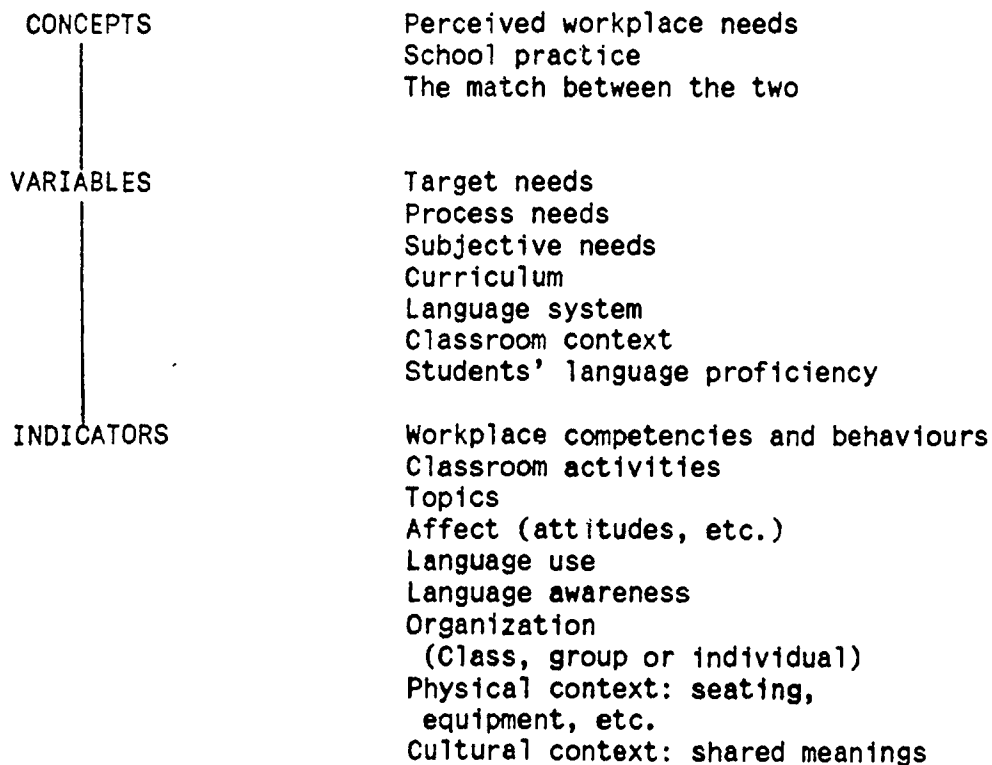 CONCEPTS Perceived workplace needs
School practice
The match between the two
VARIABLES Target needs
Process needs
Subjective needs
Curriculum
Language system
Classroom context
Students' language proficiency
INDICATORS Workplace competencies and behaviours
Classroom activities
Topics
Affect (attitudes, etc.)
Language use
Language awareness
Organization
(Class, group or individual)
Physical context: seating,
equipment, etc.
Cultural context: shared meanings